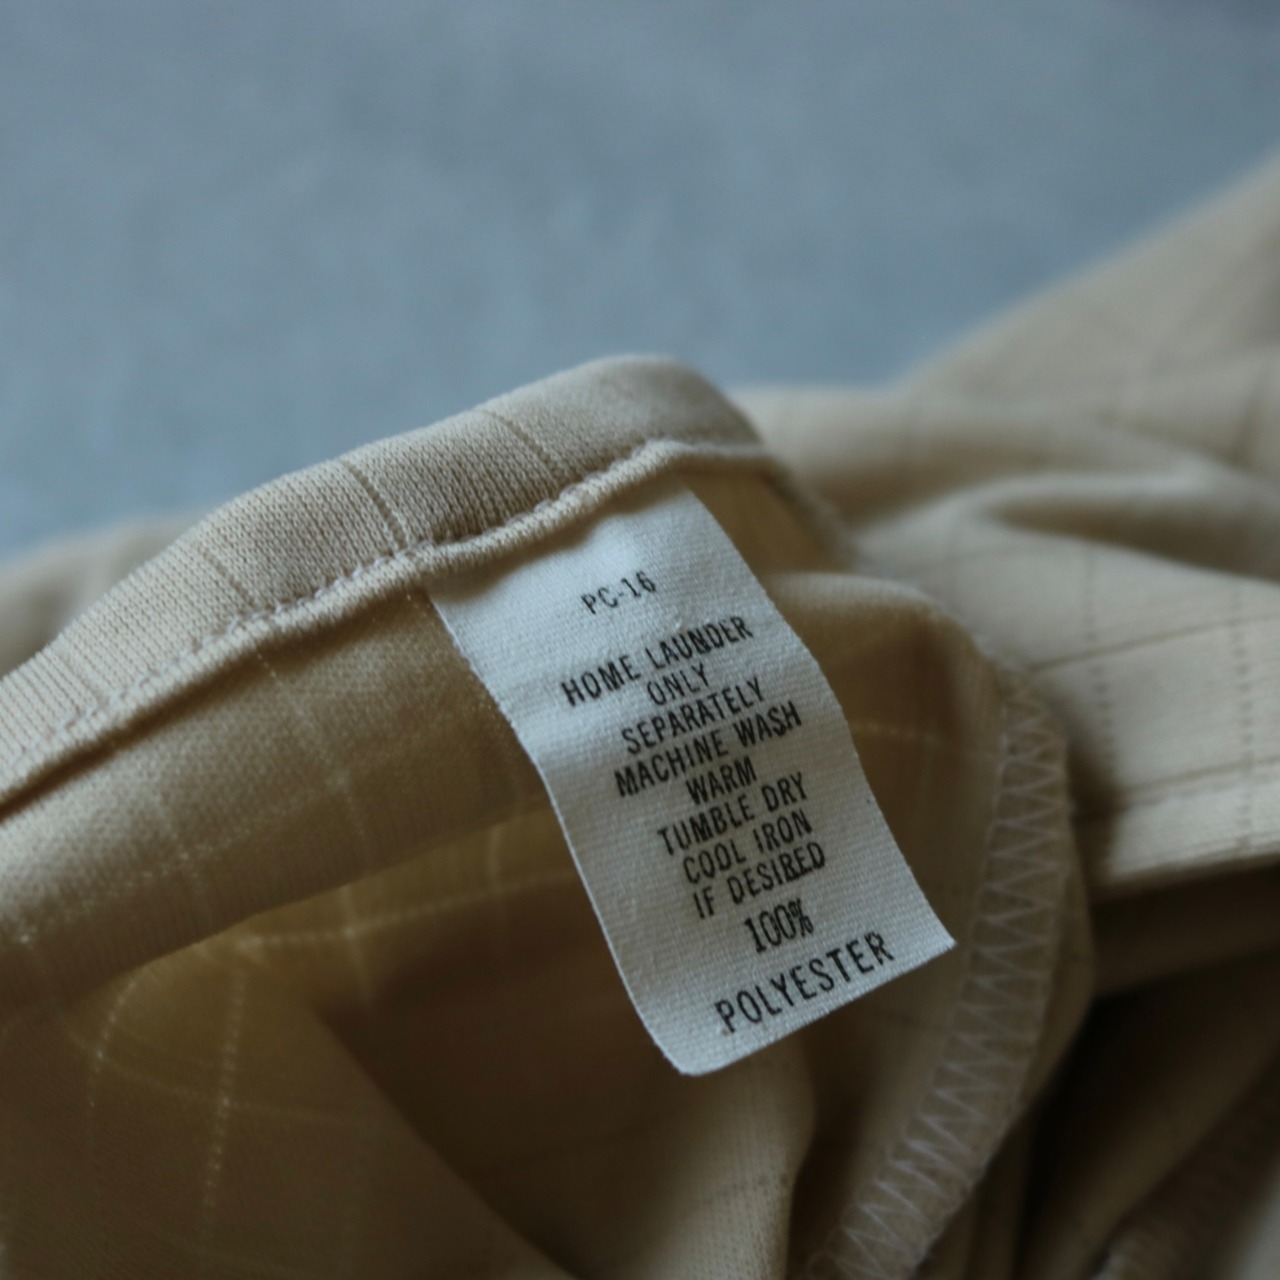 PC-16
HOME LAUNDER
ONLY
SEPARATELY
MACHINE WASH
WARM
TUMBLE DRY
COOL IRON
IF DESIRED
100%
POLYESTER